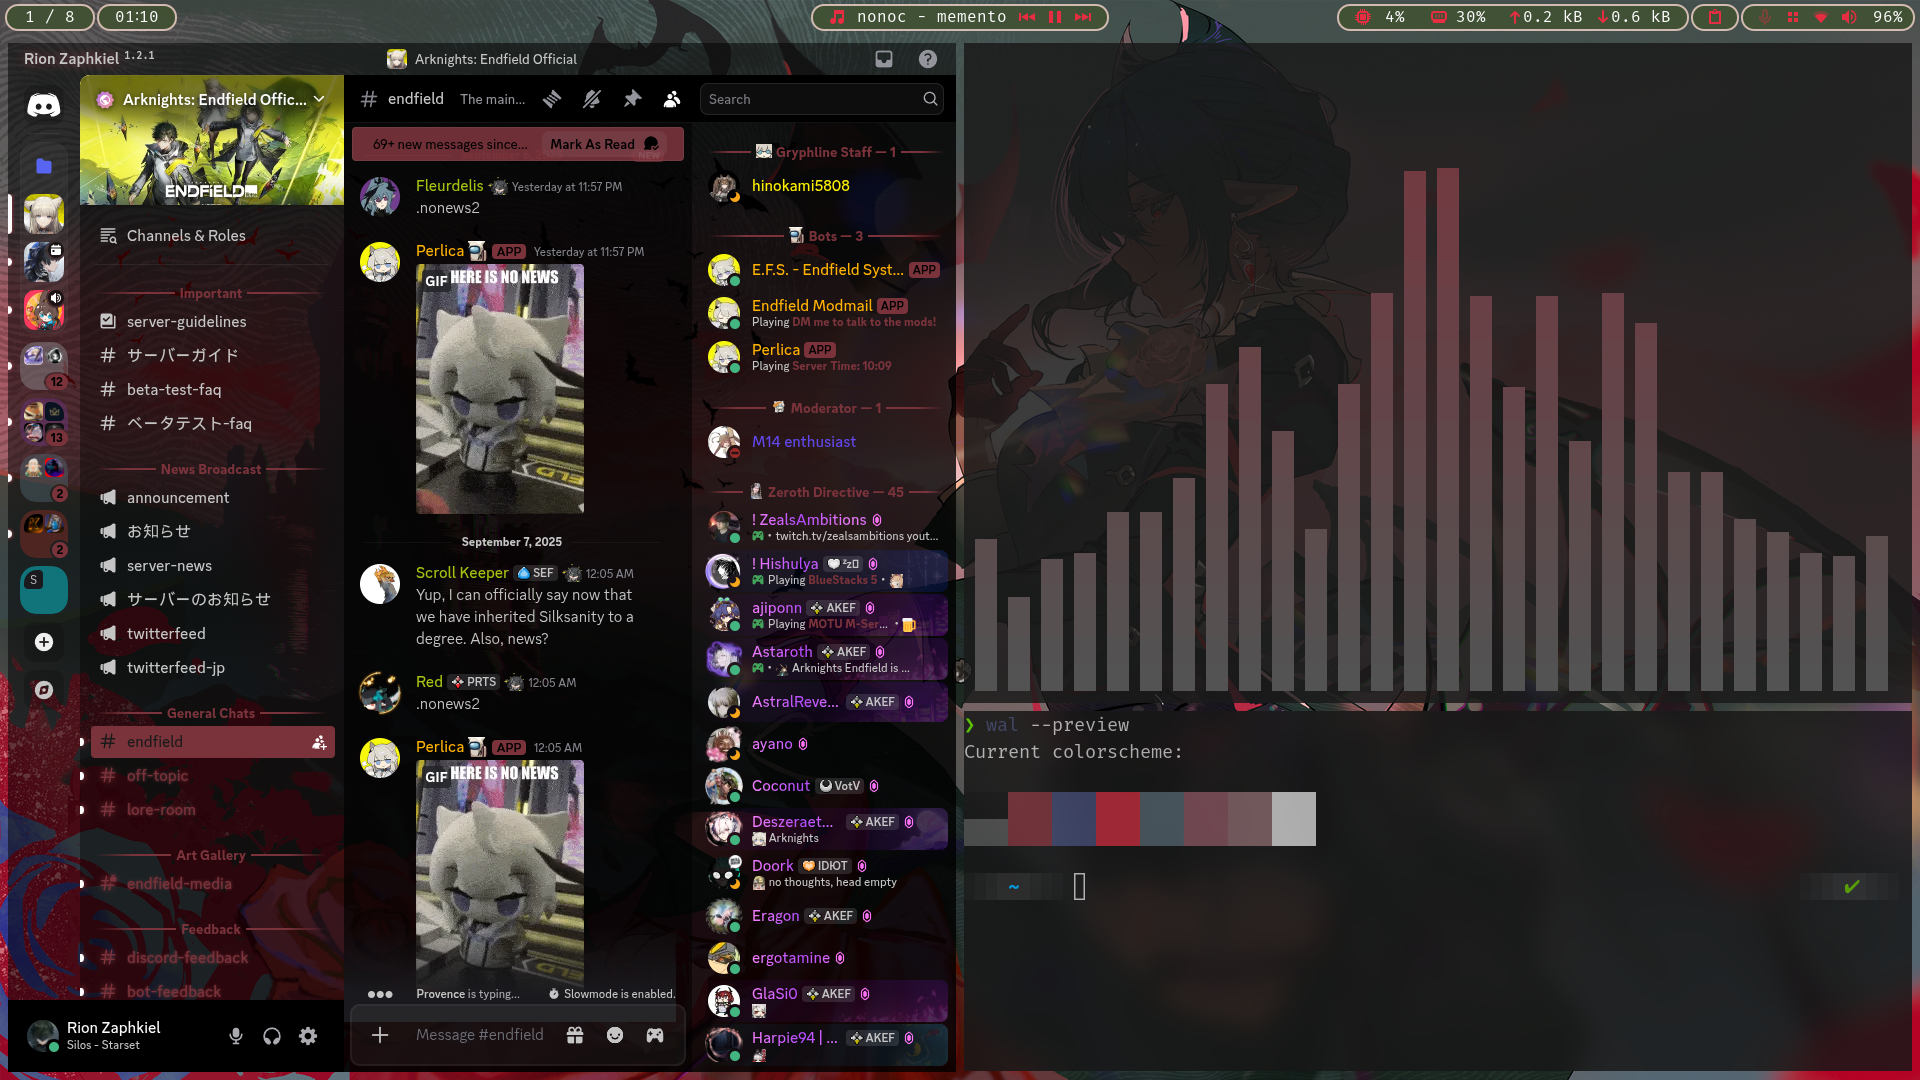 1 / 8
01:10
nonoc - memento
4%
30%
0.2 kB
0.6 kB
96%
Rion Zaphkiel 1.2.1
Arknights: Endfield Official
Arknights: Endfield Offic...
ENDFIELD
Channels & Roles
Important
server-guidelines
サーバーガイド
beta-test-faq
ベータテスト-faq
News Broadcast
announcement
お知らせ
server-news
サーバーのお知らせ
twitterfeed
twitterfeed-jp
General Chats
endfield
off-topic
lore-room
Art Gallery
endfield-media
Feedback
discord-feedback
bot-feedback
12
13
2
2
S
Rion Zaphkiel
Silos - Starset
endfield
The main...
Search
69+ new messages since...
Mark As Read
Fleurdelis Yesterday at 11:57 PM
.nonews2
Perlica APP Yesterday at 11:57 PM
GIF HERE IS NO NEWS
September 7, 2025
Scroll Keeper SEF 12:05 AM
Yup, I can officially say now that
we have inherited Silksanity to a
degree. Also, news?
Red PRTS 12:05 AM
.nonews2
Perlica APP 12:05 AM
GIF HERE IS NO NEWS
Provence is typing...
Slowmode is enabled.
Message #endfield
Gryphline Staff — 1
hinokami5808
Bots — 3
E.F.S. - Endfield Syst... APP
Endfield Modmail APP
Playing DM me to talk to the mods!
Perlica APP
Playing Server Time: 10:09
Moderator — 1
M14 enthusiast
Zeroth Directive — 45
! ZealsAmbitions
• twitch.tv/zealsambitions yout...
! Hishulya
Playing BlueStacks 5 •
ajiponn AKEF
Playing MOTU M-Ser... •
Astaroth AKEF
• Arknights Endfield is ...
AstralReve... AKEF
ayano
Coconut VotV
Deszeraet... AKEF
Arknights
Doork IDIOT
no thoughts, head empty
Eragon AKEF
ergotamine
GlaSi0 AKEF
Harpie94 | ... AKEF
❯ wal --preview
Current colorscheme:
~